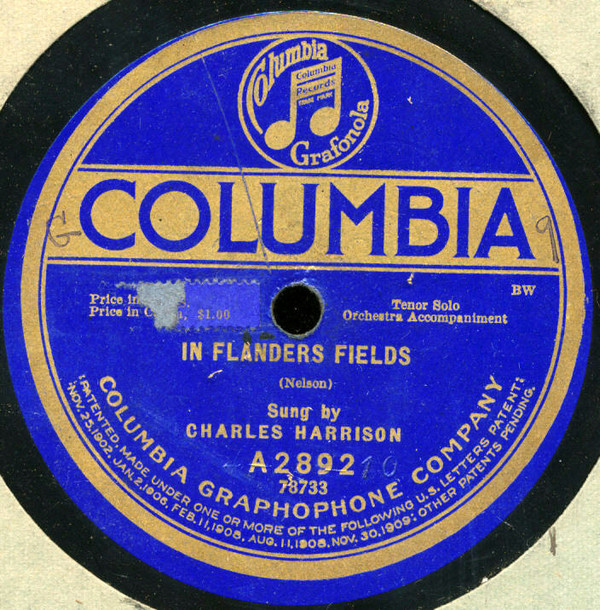 Columbia
Columbia
Records
TRADE MARK
Grafonola
COLUMBIA
BW
Price in
Price in C a, $1.00
Tenor Solo
Orchestra Accompaniment
IN FLANDERS FIELDS
(Nelson)
Sung by
CHARLES HARRISON
A2892
78733
COLUMBIA GRAPHOPHONE COMPANY
PATENTED, MADE UNDER ONE OR MORE OF THE FOLLOWING U.S. LETTERS PATENT:
NOV. 25, 1902, JAN. 2, 1906, FEB. 11, 1908, AUG. 11, 1908, NOV. 30, 1909; OTHER PATENTS PENDING.